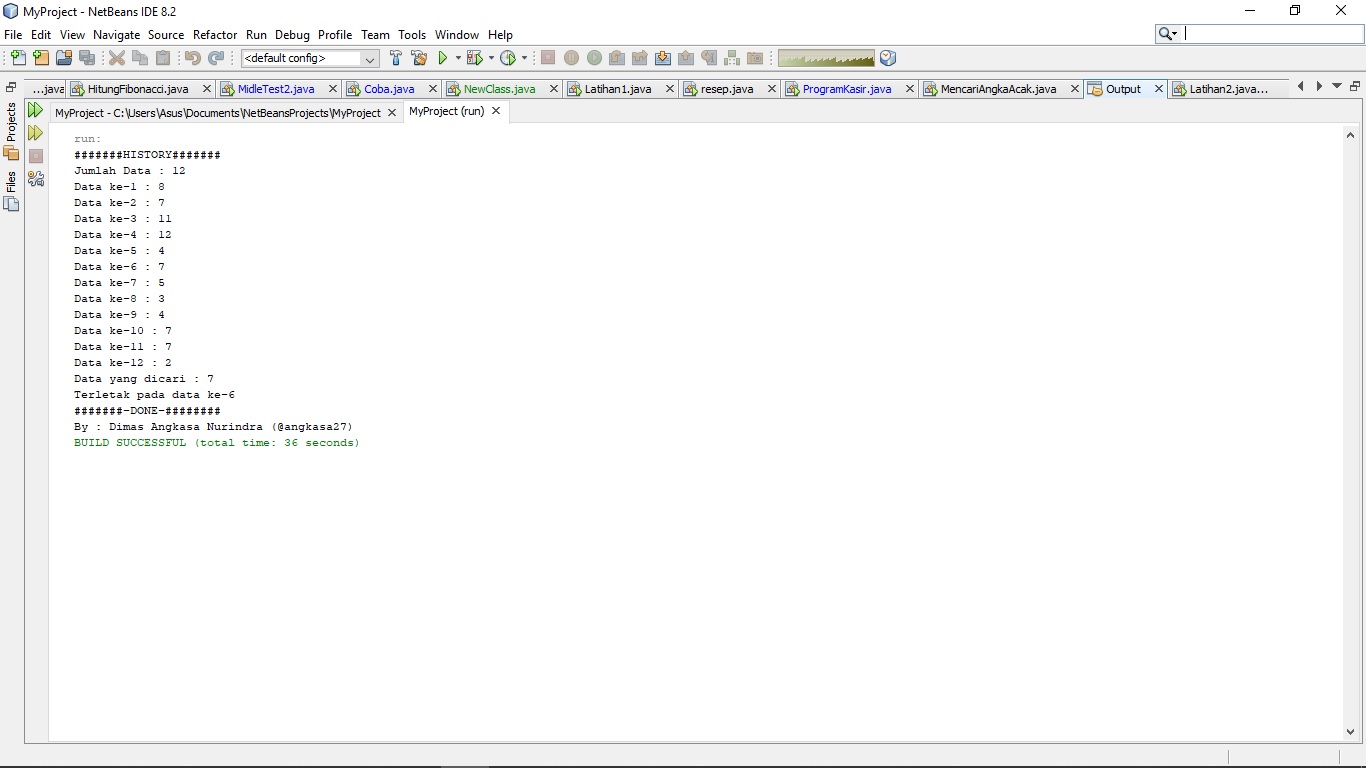 MyProject - NetBeans IDE 8.2
File Edit View Navigate Source Refactor Run Debug Profile Team Tools Window Help
<default config>
...java HitungFibonacci.java MidleTest2.java Coba.java NewClass.java Latihan1.java resep.java ProgramKasir.java MencariAngkaAcak.java Output Latihan2.java...
Projects
Files
MyProject - C:\Users\Asus\Documents\NetBeansProjects\MyProject MyProject (run)
run:
#######HISTORY#######
Jumlah Data : 12
Data ke-1 : 8
Data ke-2 : 7
Data ke-3 : 11
Data ke-4 : 12
Data ke-5 : 4
Data ke-6 : 7
Data ke-7 : 5
Data ke-8 : 3
Data ke-9 : 4
Data ke-10 : 7
Data ke-11 : 7
Data ke-12 : 2
Data yang dicari : 7
Terletak pada data ke-6
#######-DONE-########
By : Dimas Angkasa Nurindra (@angkasa27)
BUILD SUCCESSFUL (total time: 36 seconds)